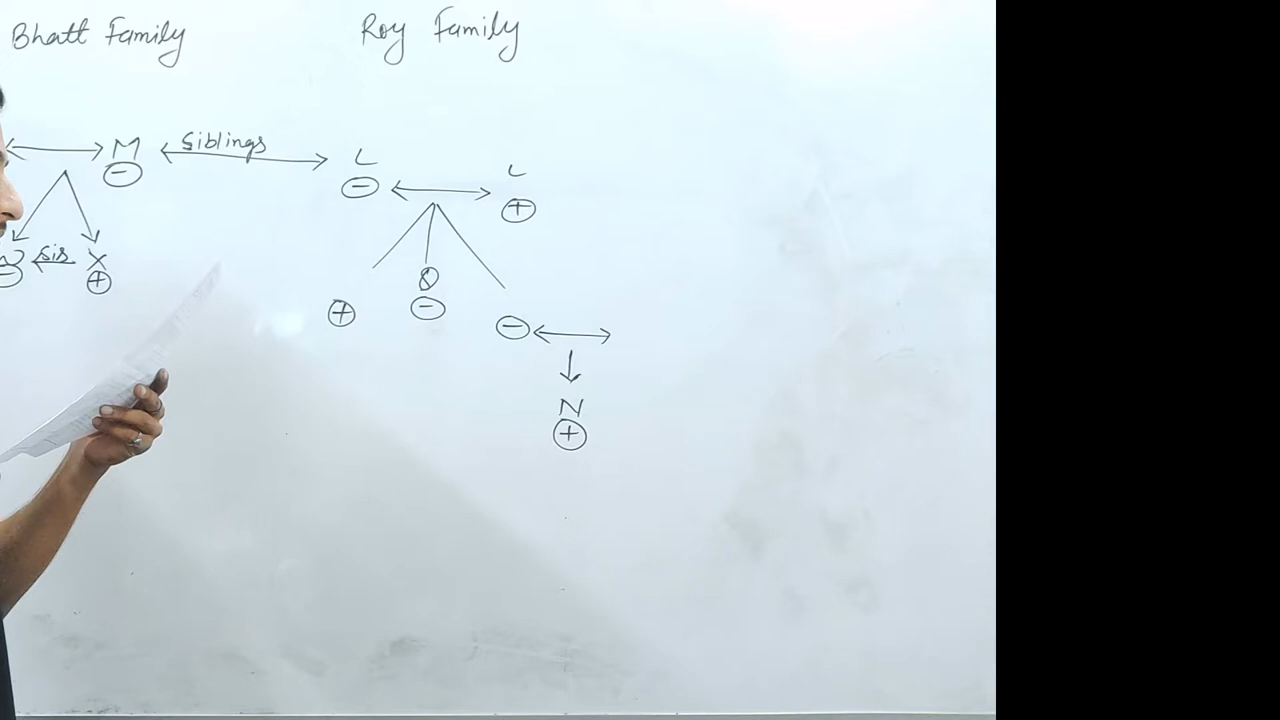 Bhatt Family
Roy Family
M
Siblings
L
L
-
-
+
sis
X
-
+
Q
+
-
-
N
+